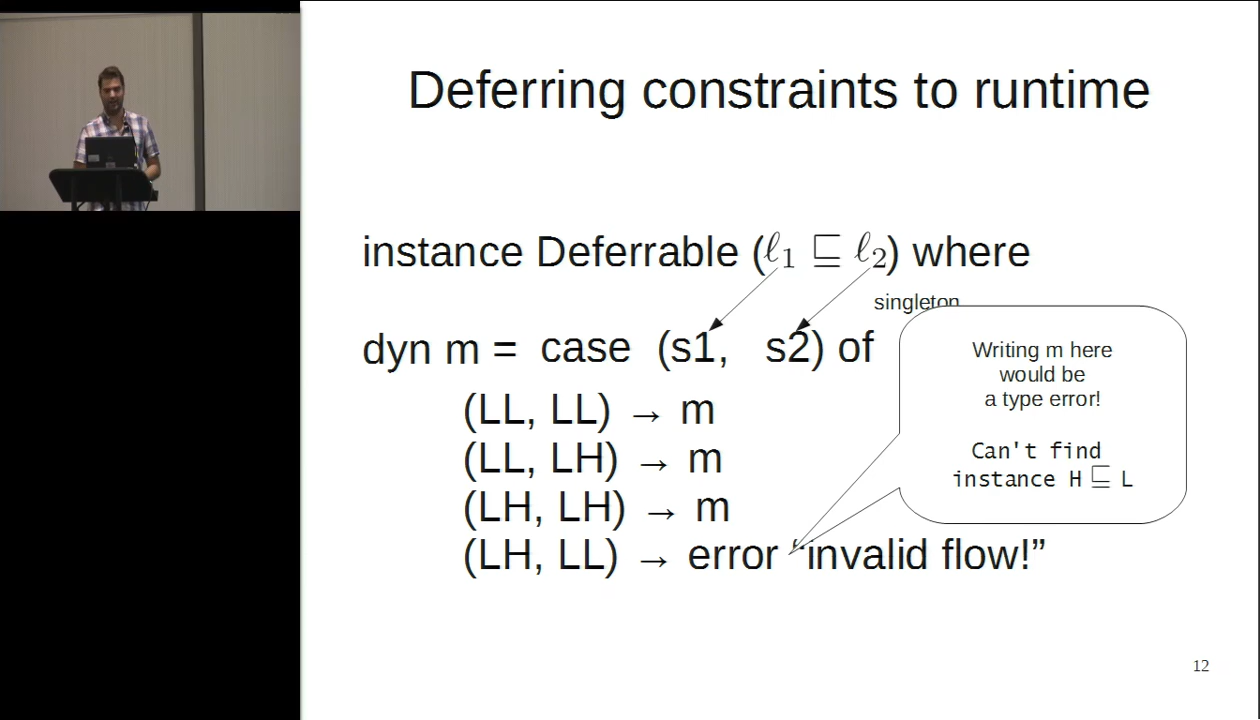 Deferring constraints to runtime
instance Deferrable (ℓ₁ ⊑ ℓ₂) where
singleton
dyn m = case (s1, s2) of
(LL, LL) → m
(LL, LH) → m
(LH, LH) → m
(LH, LL) → error “invalid flow!”
Writing m here
would be
a type error!
Can't find
instance H ⊑ L
12